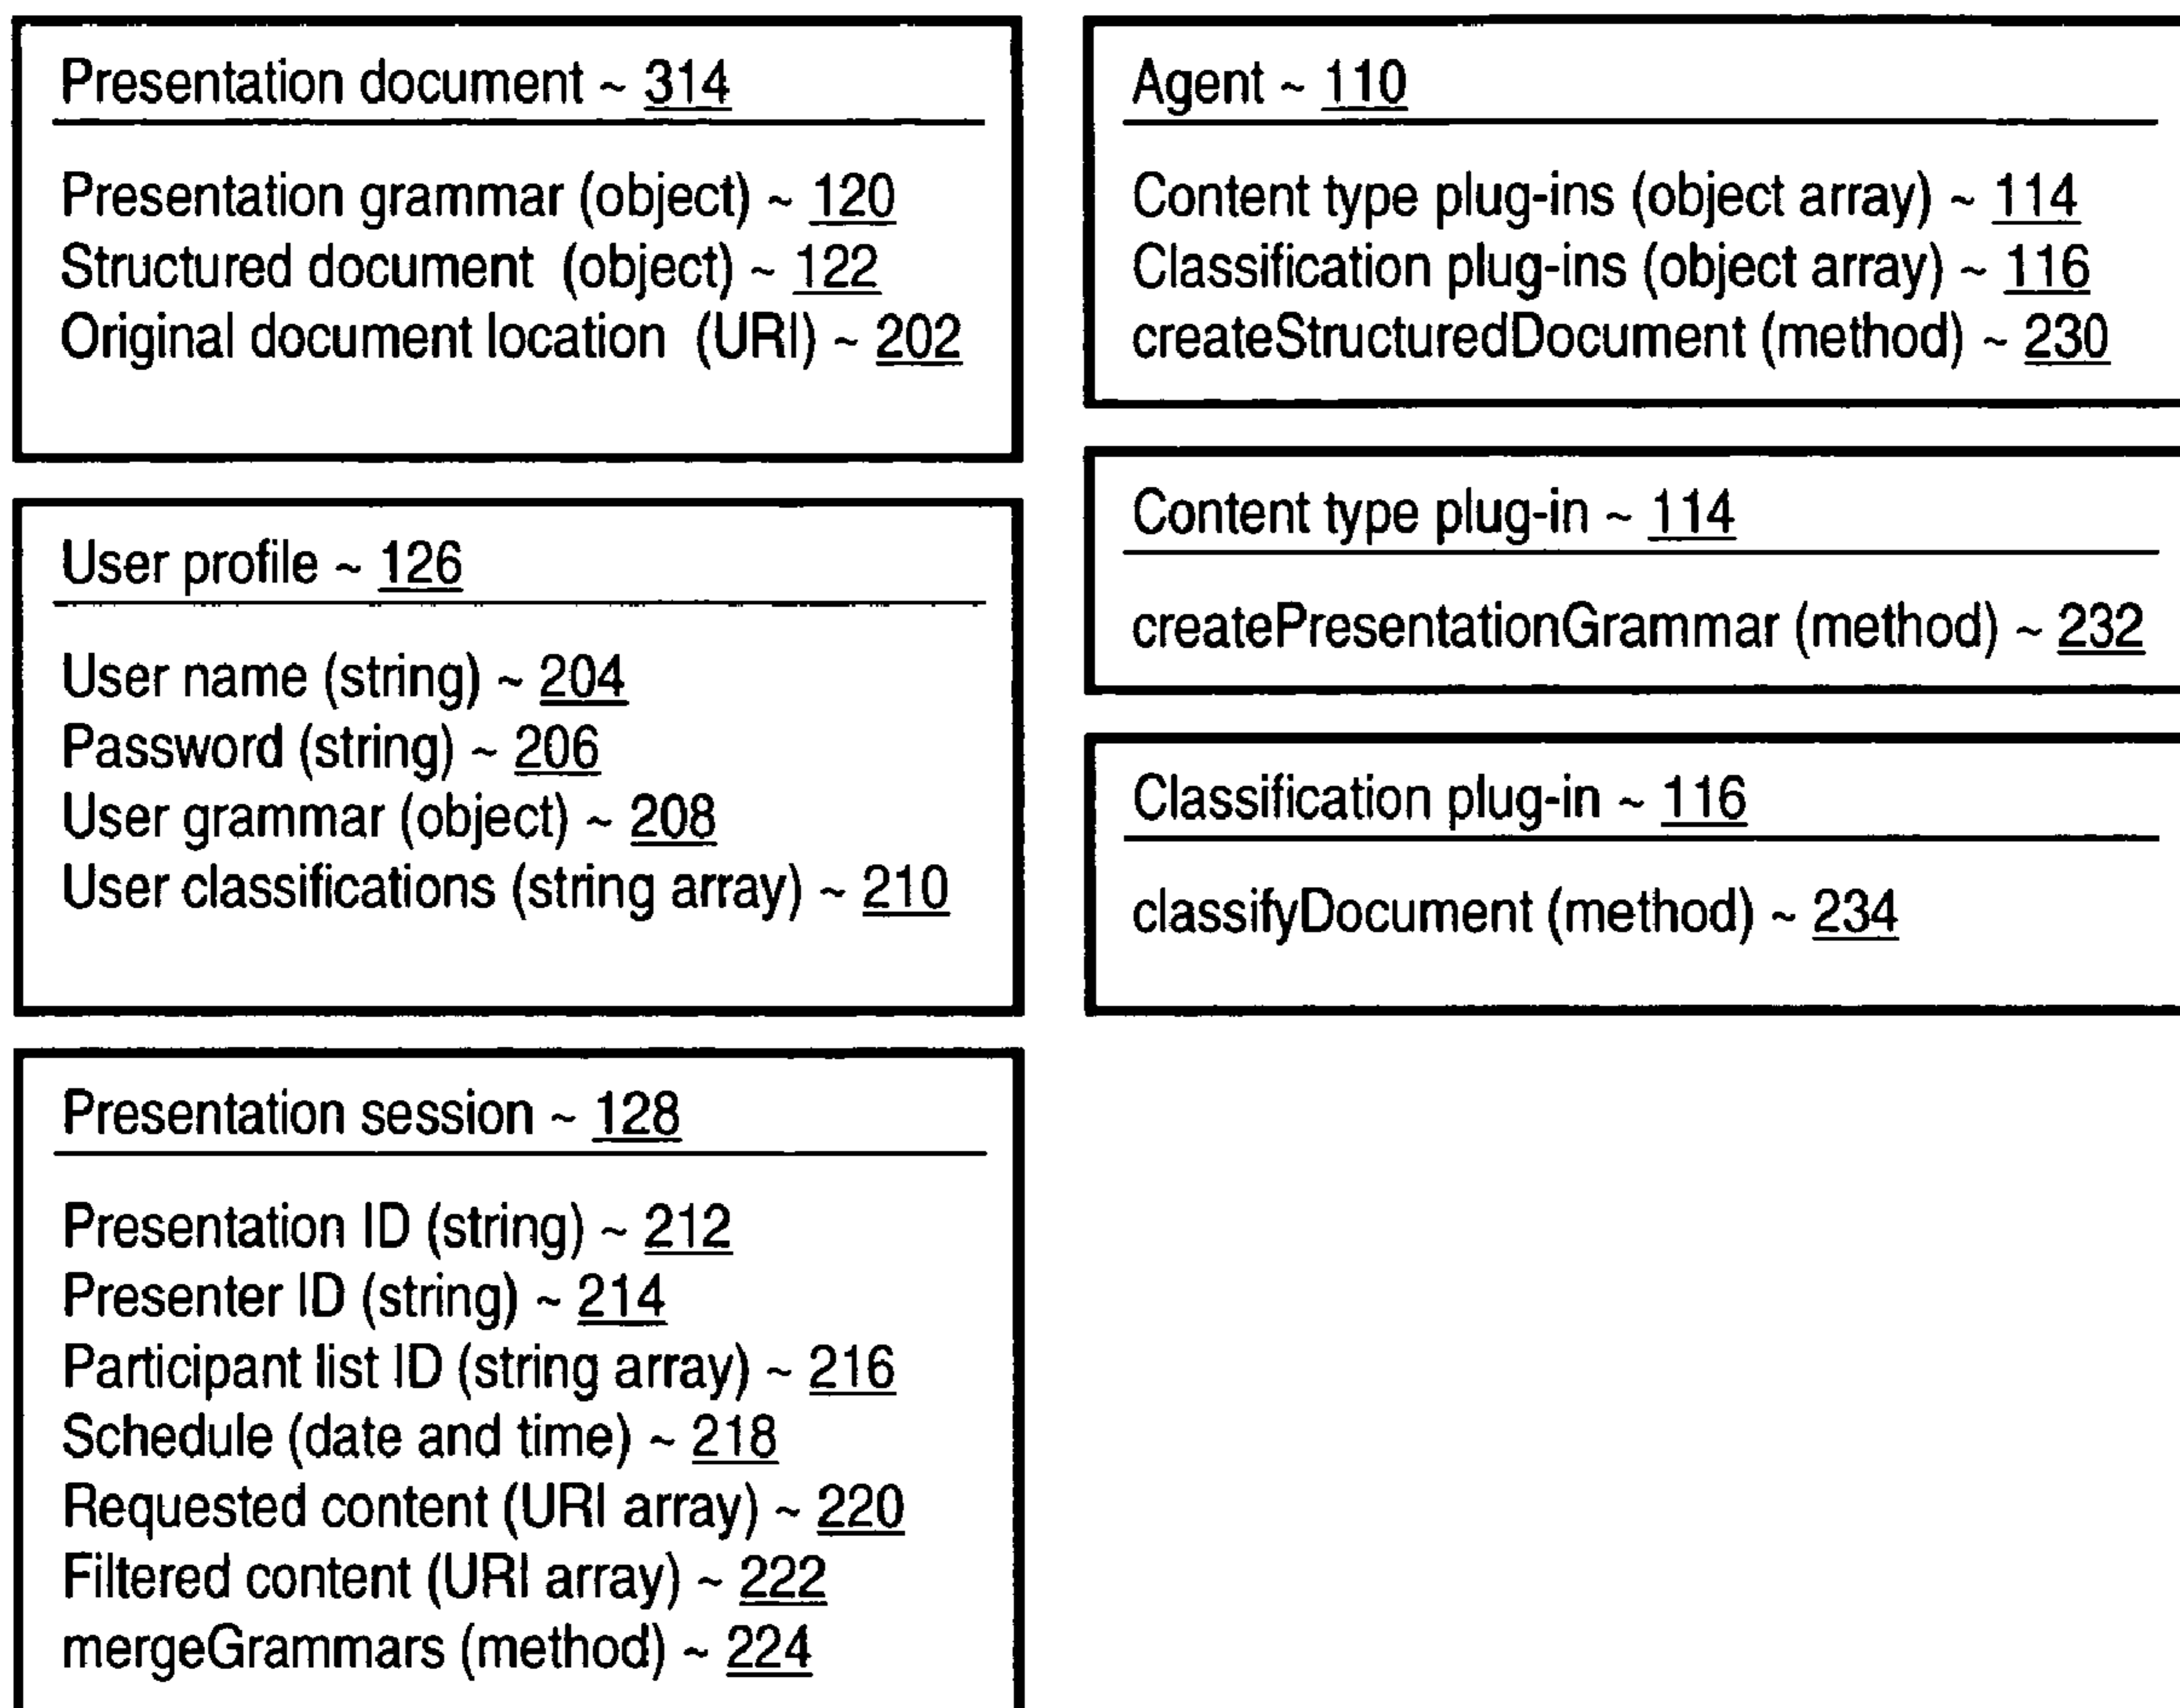 Presentation document ~ 314
Presentation grammar (object) ~ 120
Structured document (object) ~ 122
Original document location (URI) ~ 202
User profile ~ 126
User name (string) ~ 204
Password (string) ~ 206
User grammar (object) ~ 208
User classifications (string array) ~ 210
Presentation session ~ 128
Presentation ID (string) ~ 212
Presenter ID (string) ~ 214
Participant list ID (string array) ~ 216
Schedule (date and time) ~ 218
Requested content (URI array) ~ 220
Filtered content (URI array) ~ 222
mergeGrammars (method) ~ 224
Agent ~ 110
Content type plug-ins (object array) ~ 114
Classification plug-ins (object array) ~ 116
createStructuredDocument (method) ~ 230
Content type plug-in ~ 114
createPresentationGrammar (method) ~ 232
Classification plug-in ~ 116
classifyDocument (method) ~ 234